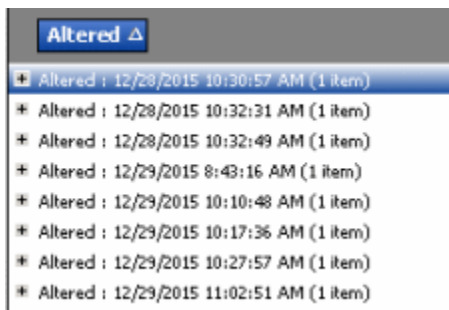 Altered
Altered : 12/28/2015 10:30:57 AM (1 item)
Altered : 12/28/2015 10:32:31 AM (1 item)
Altered : 12/28/2015 10:32:49 AM (1 item)
Altered : 12/29/2015 8:43:16 AM (1 item)
Altered : 12/29/2015 10:10:48 AM (1 item)
Altered : 12/29/2015 10:17:36 AM (1 item)
Altered : 12/29/2015 10:27:57 AM (1 item)
Altered : 12/29/2015 11:02:51 AM (1 item)